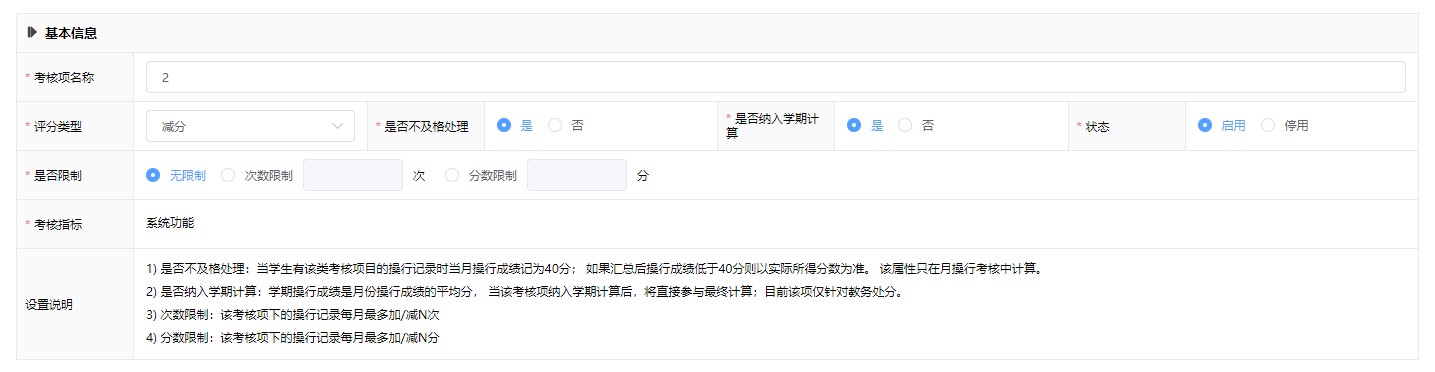 基本信息
* 考核项名称 2
* 评分类型 减分 * 是否不及格处理 是 否 * 是否纳入学期计算 * 状态 启用 停用
是 否
* 是否限制 无限制 次数限制 次 分数限制 分
* 考核指标 系统功能
设置说明
1) 是否不及格处理：当学生有该类考核项目的操行记录时当月操行成绩记为40分； 如果汇总后操行成绩低于40分则以实际所得分数为准。 该属性只在月操行考核中计算。
2) 是否纳入学期计算：学期操行成绩是月份操行成绩的平均分， 当该考核项纳入学期计算后，将直接参与最终计算；目前该项仅针对教务处分。
3) 次数限制：该考核项下的操行记录每月最多加/减N次
4) 分数限制：该考核项下的操行记录每月最多加/减N分